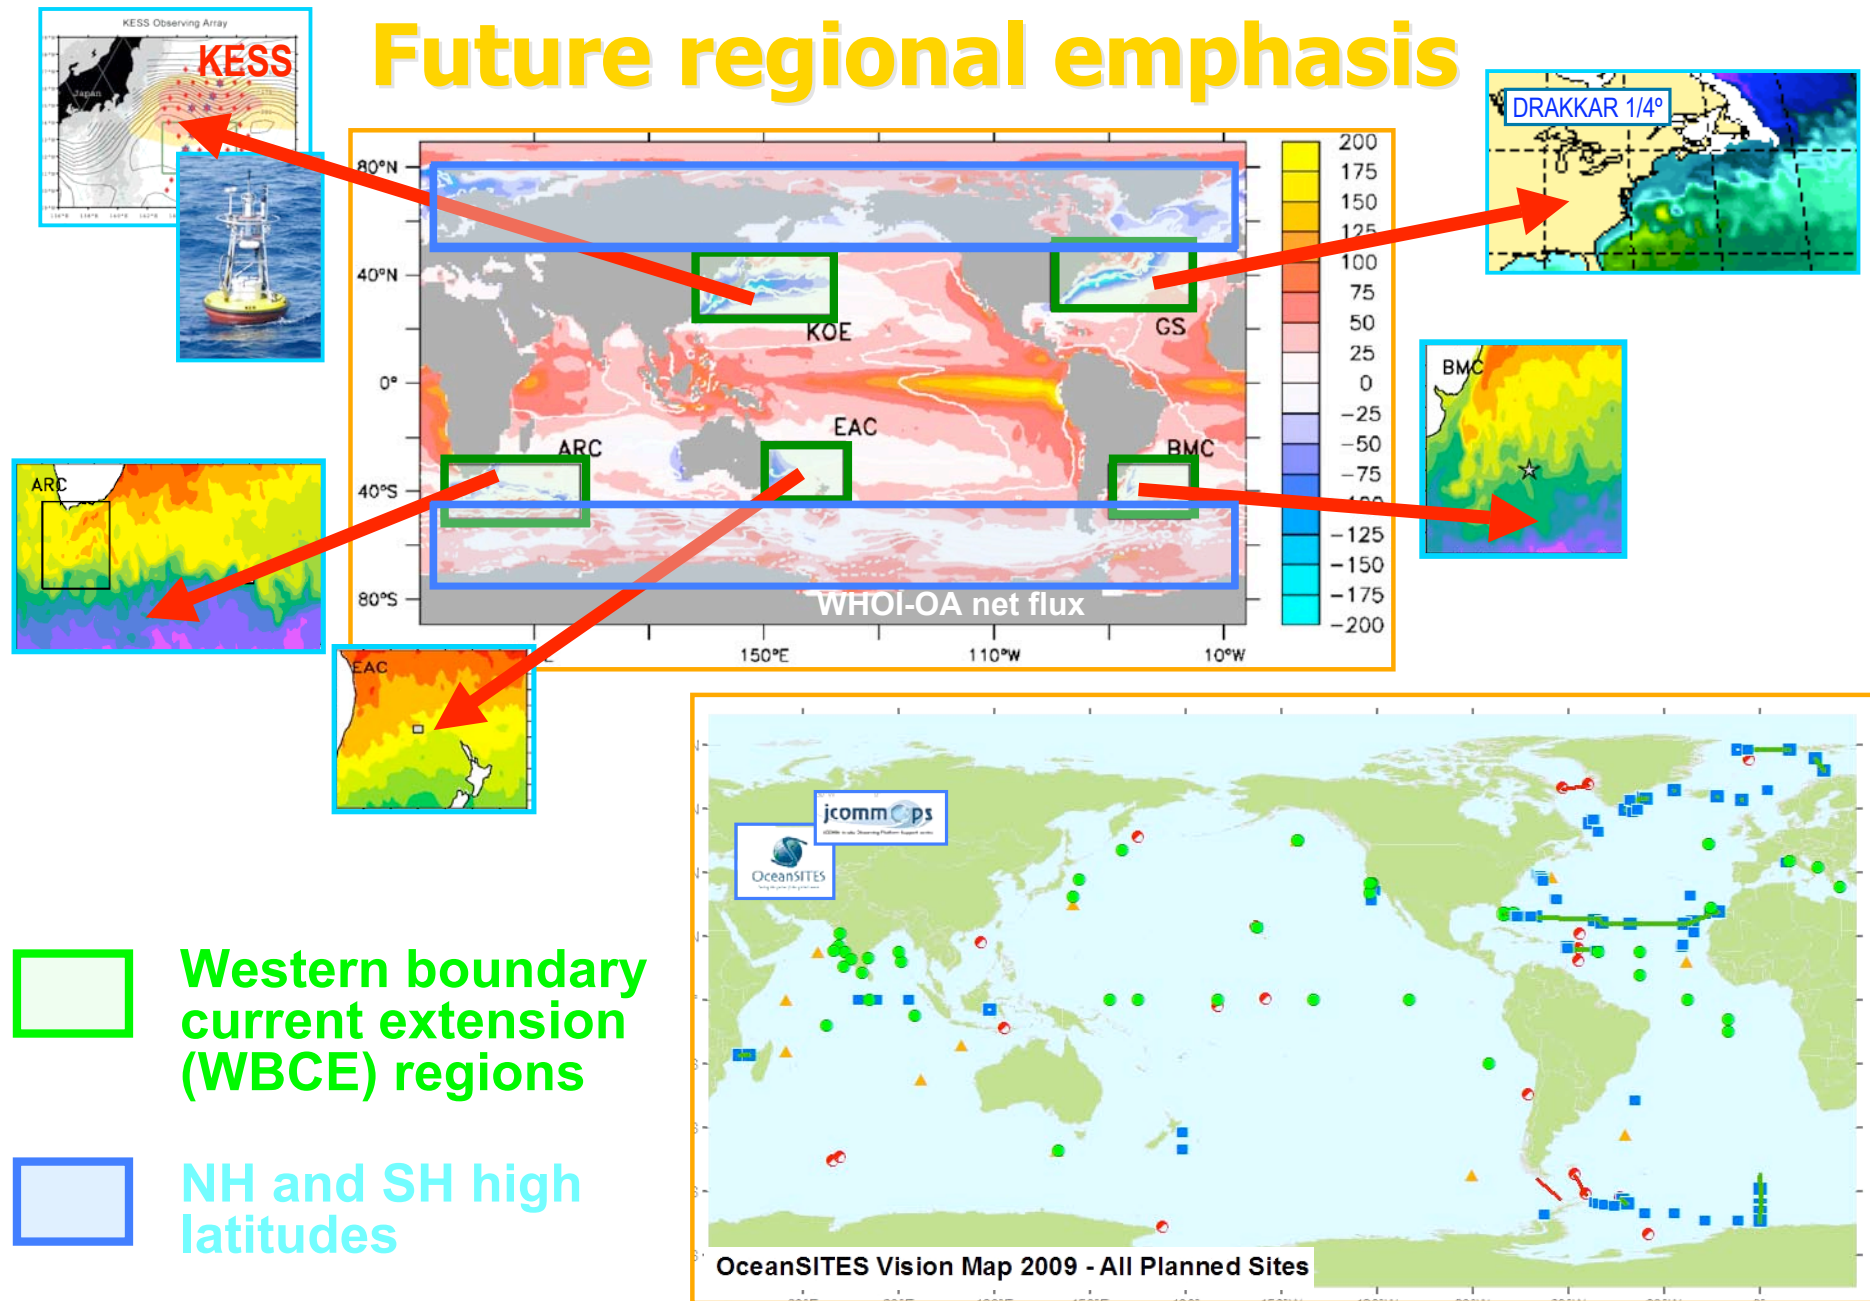 Future regional emphasis
KESS Observing Array
KESS
Japan
DRAKKAR 1/4º
80°N
40°N
0°
40°S
80°S
KOE
GS
EAC
ARC
BMC
WHOI-OA net flux
150°E
110°W
10°W
200
175
150
125
100
75
50
25
0
−25
−50
−75
−125
−150
−175
−200
BMC
ARC
EAC
jcommops
OceanSITES
OceanSITES Vision Map 2009 - All Planned Sites
Western boundary
current extension
(WBCE) regions
NH and SH high
latitudes